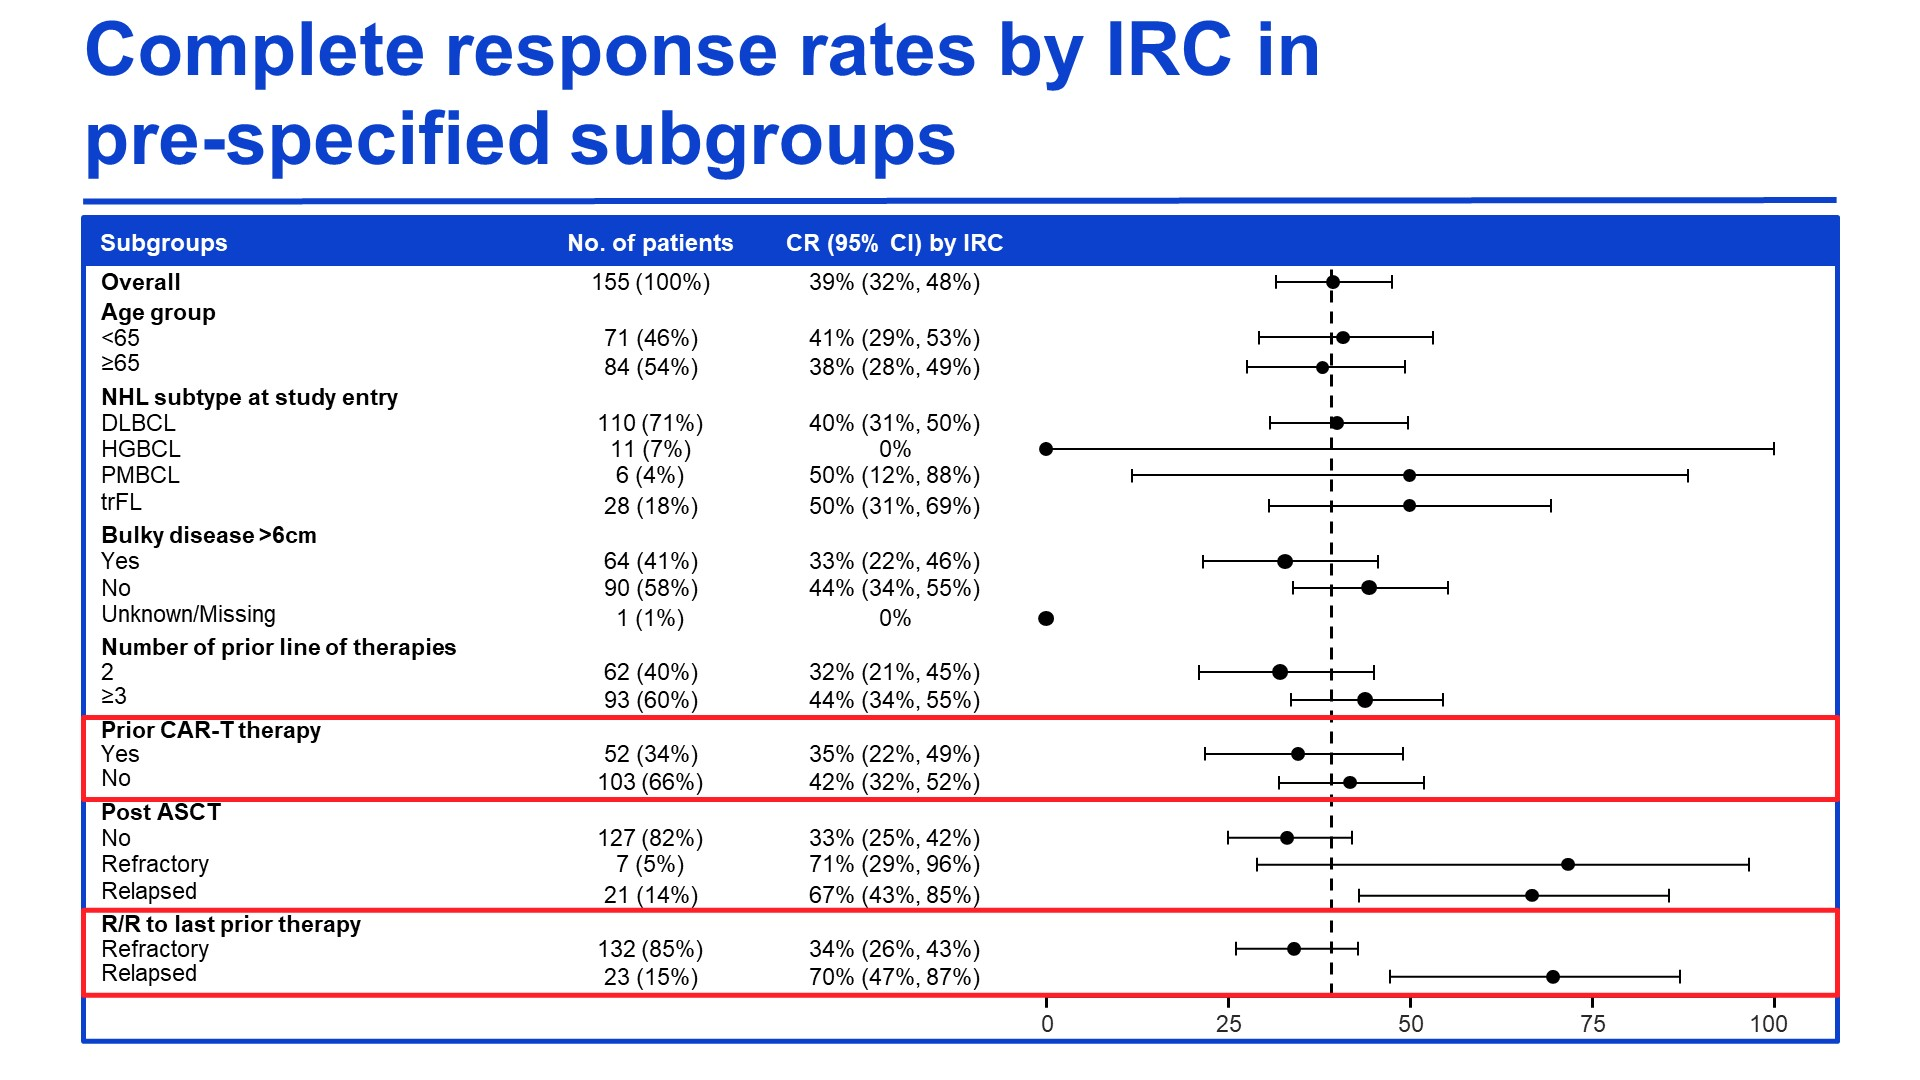 Complete response rates by IRC in
pre-specified subgroups
Subgroups No. of patients CR (95% CI) by IRC
Overall 155 (100%) 39% (32%, 48%)
Age group
<65 71 (46%) 41% (29%, 53%)
≥65 84 (54%) 38% (28%, 49%)
NHL subtype at study entry
DLBCL 110 (71%) 40% (31%, 50%)
HGBCL 11 (7%) 0%
PMBCL 6 (4%) 50% (12%, 88%)
trFL 28 (18%) 50% (31%, 69%)
Bulky disease >6cm
Yes 64 (41%) 33% (22%, 46%)
No 90 (58%) 44% (34%, 55%)
Unknown/Missing 1 (1%) 0%
Number of prior line of therapies
2 62 (40%) 32% (21%, 45%)
≥3 93 (60%) 44% (34%, 55%)
Prior CAR-T therapy
Yes 52 (34%) 35% (22%, 49%)
No 103 (66%) 42% (32%, 52%)
Post ASCT
No 127 (82%) 33% (25%, 42%)
Refractory 7 (5%) 71% (29%, 96%)
Relapsed 21 (14%) 67% (43%, 85%)
R/R to last prior therapy
Refractory 132 (85%) 34% (26%, 43%)
Relapsed 23 (15%) 70% (47%, 87%)
0 25 50 75 100